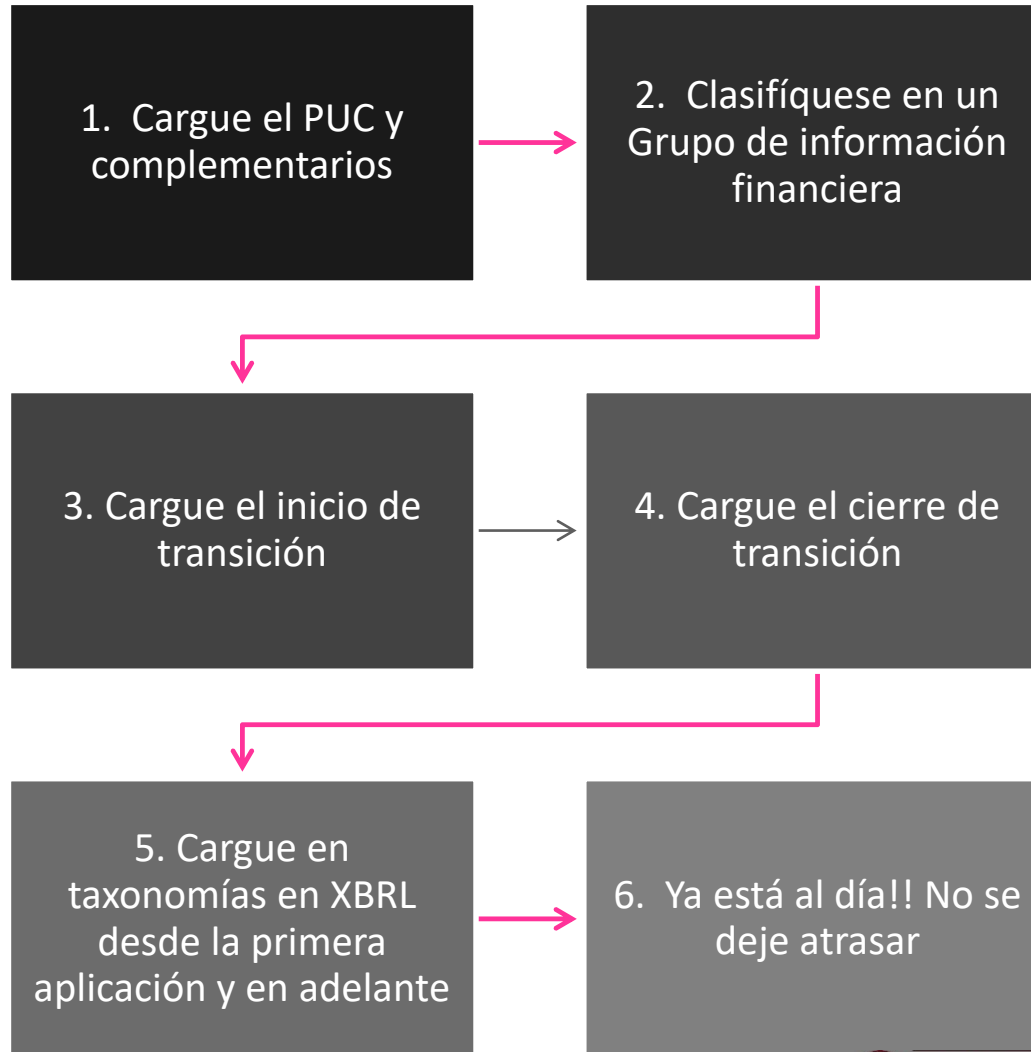 1.  Cargue el PUC y
complementarios
2.  Clasifíquese en un
Grupo de información
financiera
3. Cargue el inicio de
transición
4. Cargue el cierre de
transición
5. Cargue en
taxonomías en XBRL
desde la primera
aplicación y en adelante
6.  Ya está al día!! No se
deje atrasar